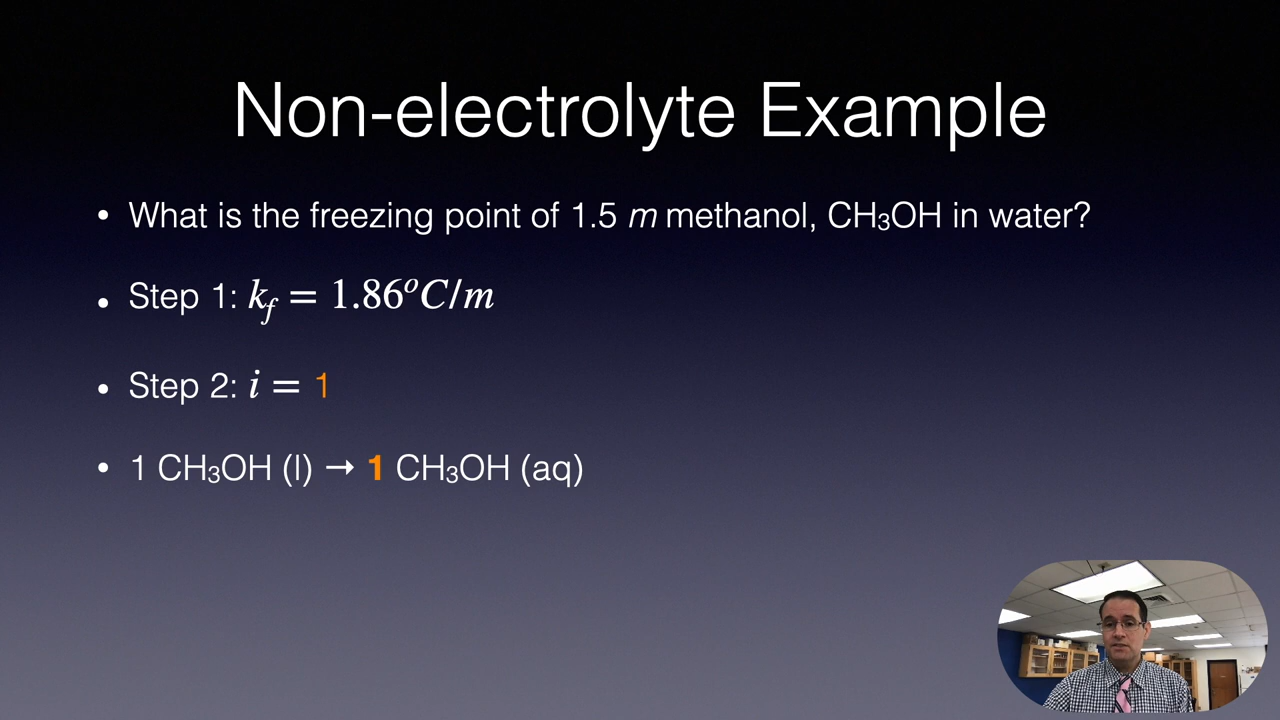 Non-electrolyte Example
• What is the freezing point of 1.5 m methanol, CH₃OH in water?
• Step 1: k_f = 1.86°C/m
• Step 2: i = 1
• 1 CH₃OH (l) → 1 CH₃OH (aq)